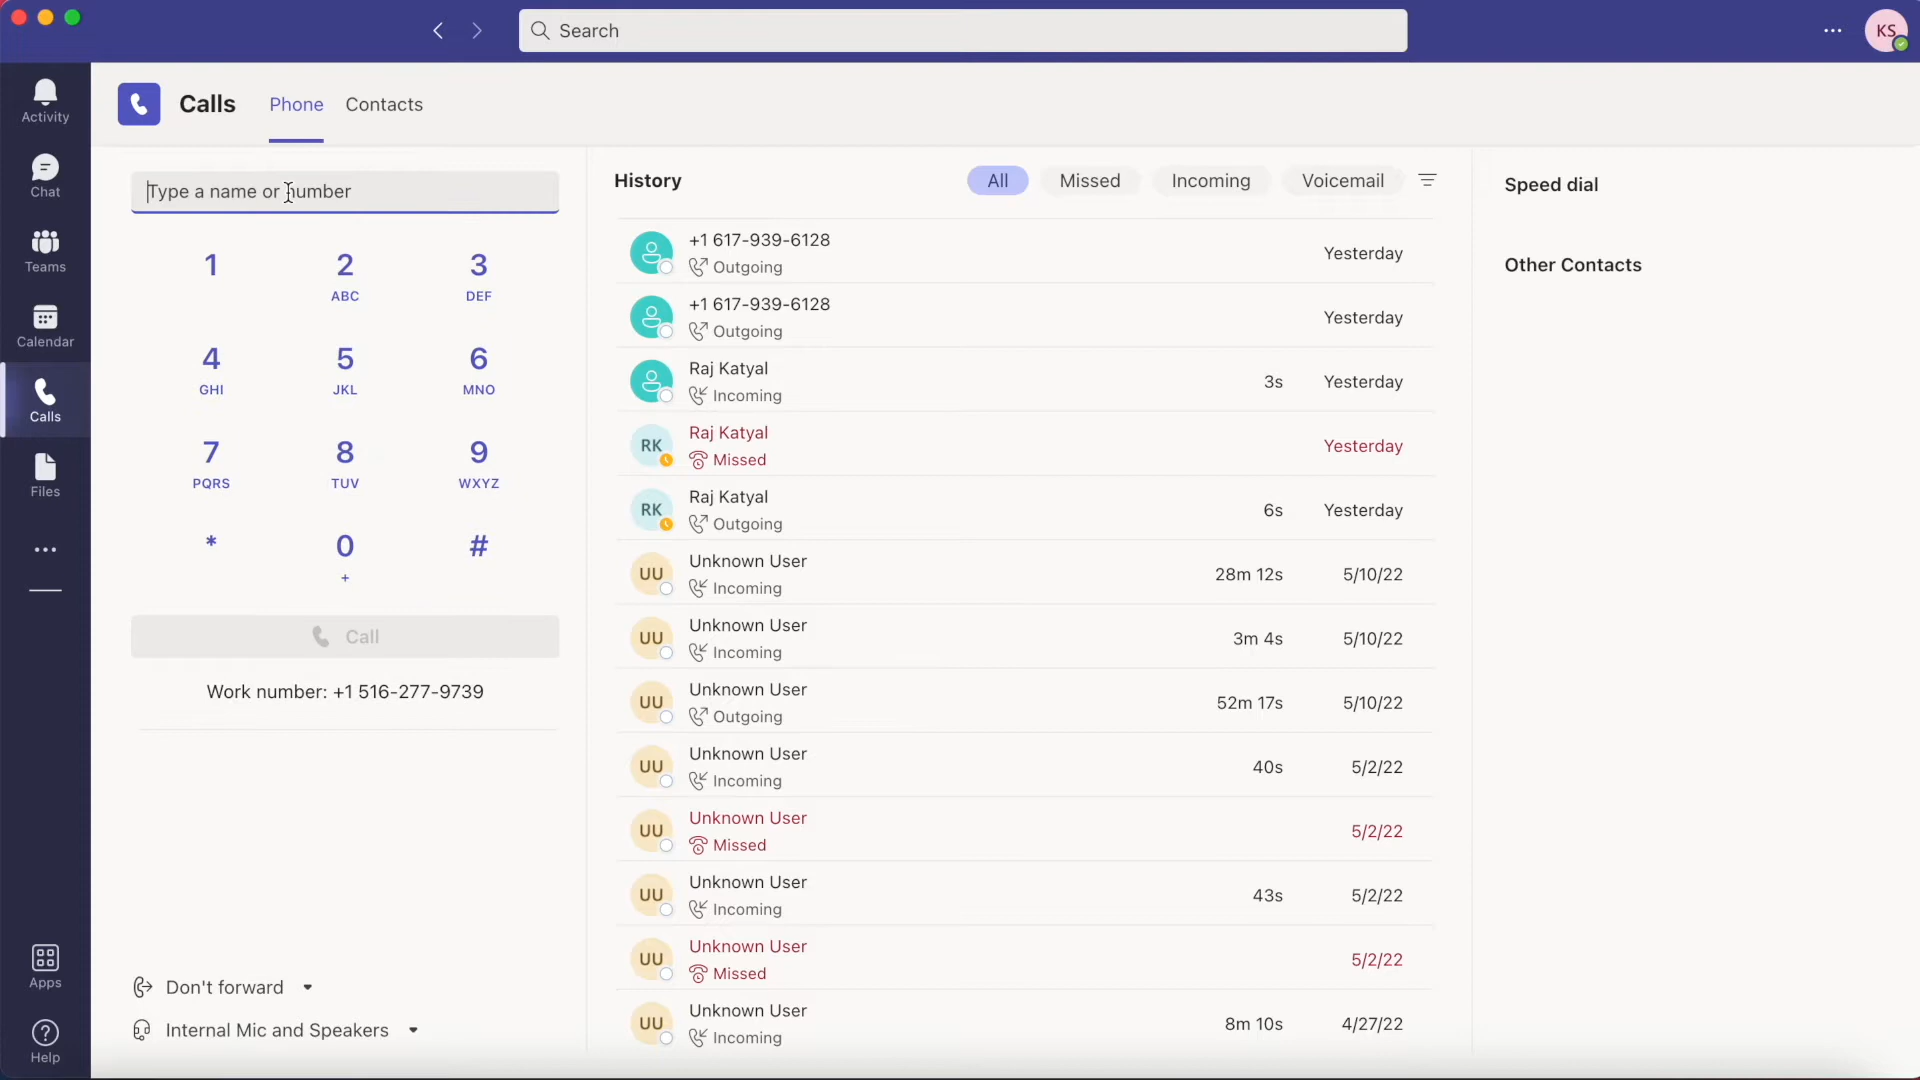 Search
KS
Activity
Chat
Teams
Calendar
Calls
Files
Apps
Help
Calls
Phone
Contacts
Type a name or number
1
2
3
ABC
DEF
4
5
6
GHI
JKL
MNO
7
8
9
PQRS
TUV
WXYZ
*
0
#
+
Call
Work number: +1 516-277-9739
Don't forward
Internal Mic and Speakers
History
All
Missed
Incoming
Voicemail
+1 617-939-6128
Outgoing
Yesterday
+1 617-939-6128
Outgoing
Yesterday
Raj Katyal
Incoming
3s
Yesterday
RK
Raj Katyal
Missed
Yesterday
RK
Raj Katyal
Outgoing
6s
Yesterday
UU
Unknown User
Incoming
28m 12s
5/10/22
UU
Unknown User
Incoming
3m 4s
5/10/22
UU
Unknown User
Outgoing
52m 17s
5/10/22
UU
Unknown User
Incoming
40s
5/2/22
UU
Unknown User
Missed
5/2/22
UU
Unknown User
Incoming
43s
5/2/22
UU
Unknown User
Missed
5/2/22
UU
Unknown User
Incoming
8m 10s
4/27/22
Speed dial
Other Contacts